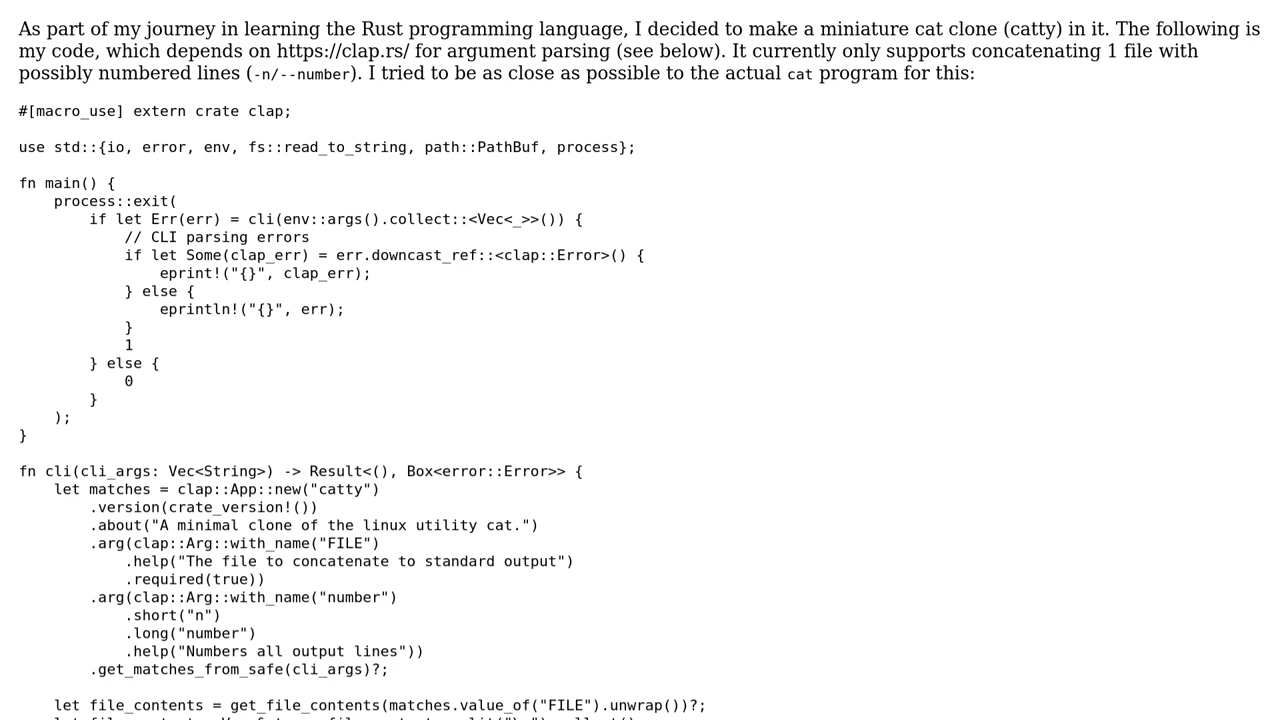 As part of my journey in learning the Rust programming language, I decided to make a miniature cat clone (catty) in it. The following is
my code, which depends on https://clap.rs/ for argument parsing (see below). It currently only supports concatenating 1 file with
possibly numbered lines (-n/--number). I tried to be as close as possible to the actual cat program for this:

#[macro_use] extern crate clap;

use std::{io, error, env, fs::read_to_string, path::PathBuf, process};

fn main() {
    process::exit(
        if let Err(err) = cli(env::args().collect::<Vec<_>>()) {
            // CLI parsing errors
            if let Some(clap_err) = err.downcast_ref::<clap::Error>() {
                eprint!("{}", clap_err);
            } else {
                eprintln!("{}", err);
            }
            1
        } else {
            0
        }
    );
}

fn cli(cli_args: Vec<String>) -> Result<(), Box<error::Error>> {
    let matches = clap::App::new("catty")
        .version(crate_version!())
        .about("A minimal clone of the linux utility cat.")
        .arg(clap::Arg::with_name("FILE")
            .help("The file to concatenate to standard output")
            .required(true))
        .arg(clap::Arg::with_name("number")
            .short("n")
            .long("number")
            .help("Numbers all output lines"))
        .get_matches_from_safe(cli_args)?;

    let file_contents = get_file_contents(matches.value_of("FILE").unwrap())?;